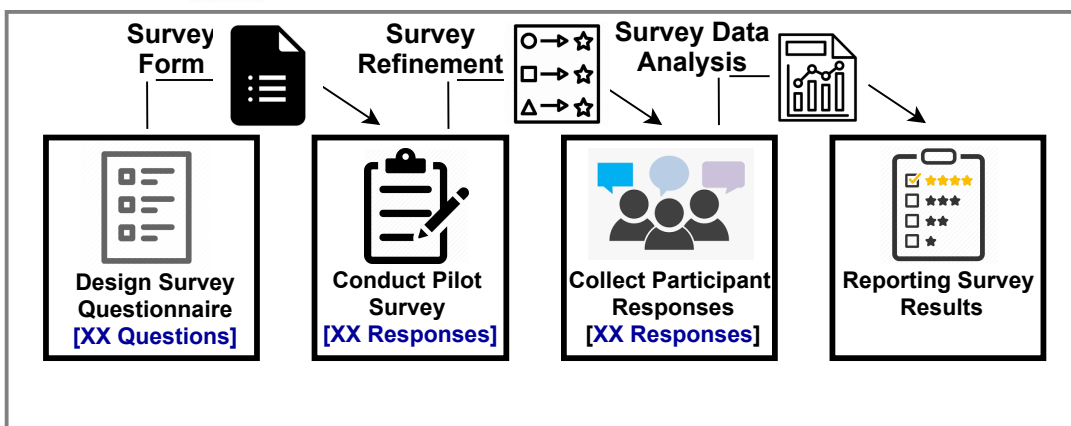 Survey
Form
Survey
Refinement
Survey Data
Analysis
Design Survey
Questionnaire
[XX Questions]
Conduct Pilot
Survey
[XX Responses]
Collect Participant
Responses
[XX Responses]
Reporting Survey
Results